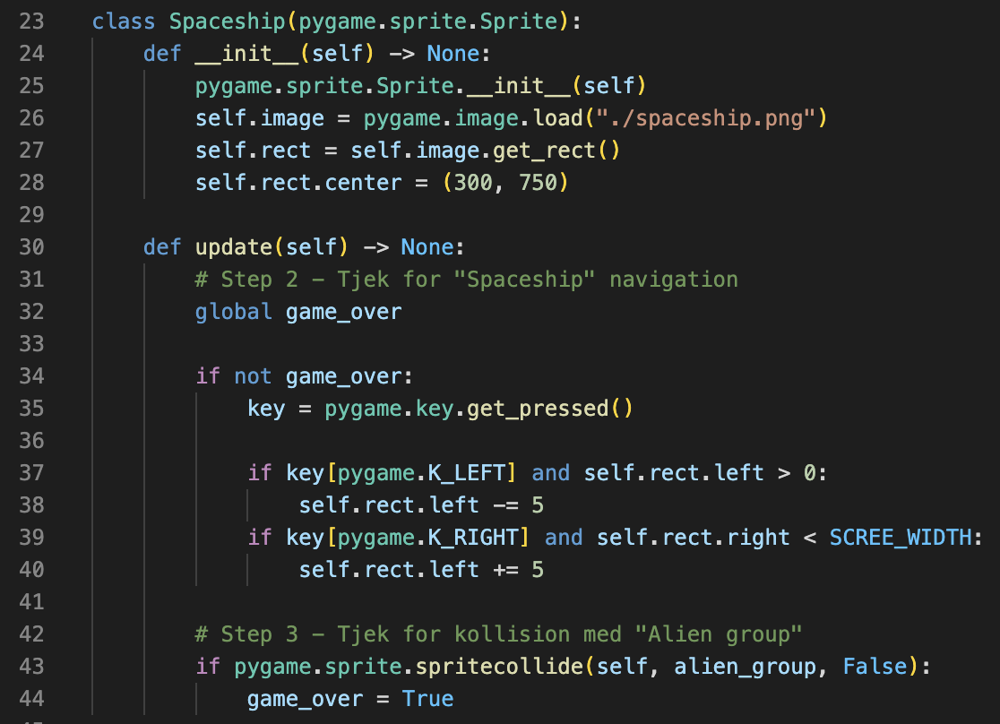 23 class Spaceship(pygame.sprite.Sprite):
24 def __init__(self) -> None:
25 pygame.sprite.Sprite.__init__(self)
26 self.image = pygame.image.load("./spaceship.png")
27 self.rect = self.image.get_rect()
28 self.rect.center = (300, 750)
29
30 def update(self) -> None:
31 # Step 2 - Tjek for "Spaceship" navigation
32 global game_over
33
34 if not game_over:
35 key = pygame.key.get_pressed()
36
37 if key[pygame.K_LEFT] and self.rect.left > 0:
38 self.rect.left -= 5
39 if key[pygame.K_RIGHT] and self.rect.right < SCREE_WIDTH:
40 self.rect.left += 5
41
42 # Step 3 - Tjek for kollision med "Alien group"
43 if pygame.sprite.spritecollide(self, alien_group, False):
44 game_over = True